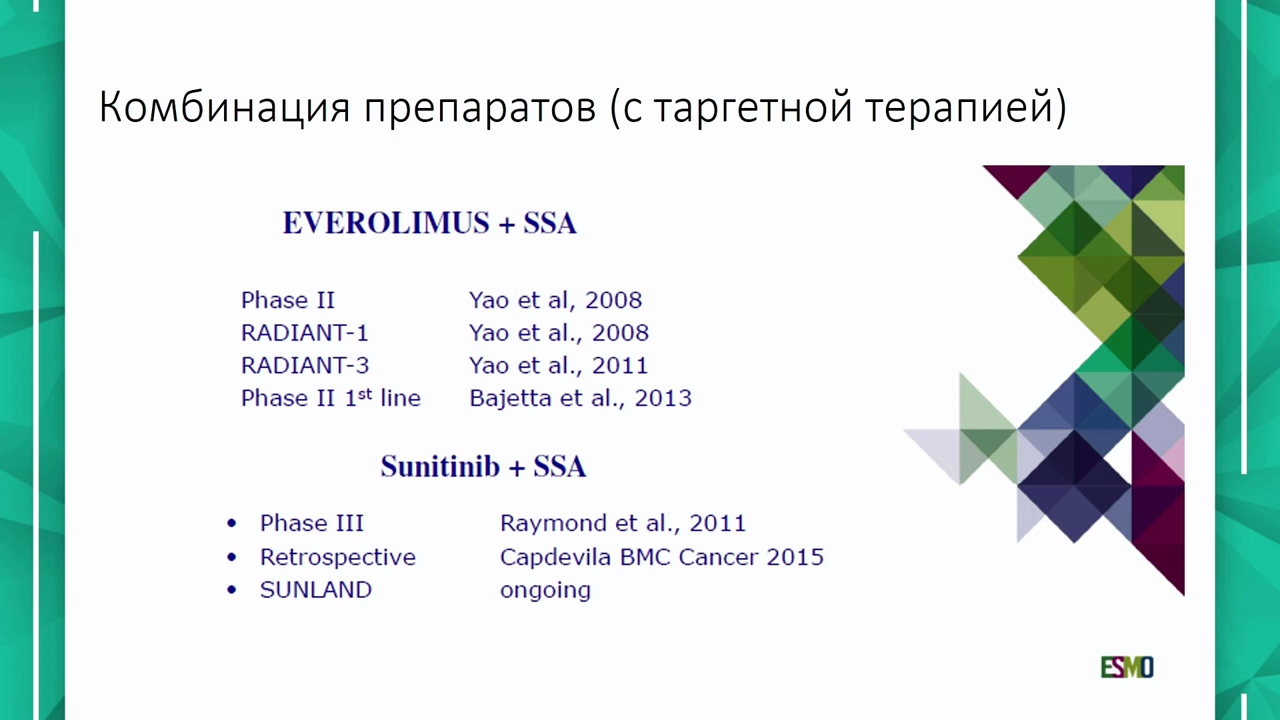 Комбинация препаратов (с таргетной терапией)
EVEROLIMUS + SSA
Phase II Yao et al, 2008
RADIANT-1 Yao et al., 2008
RADIANT-3 Yao et al., 2011
Phase II 1st line Bajetta et al., 2013
Sunitinib + SSA
• Phase III Raymond et al., 2011
• Retrospective Capdevila BMC Cancer 2015
• SUNLAND ongoing
ESMO